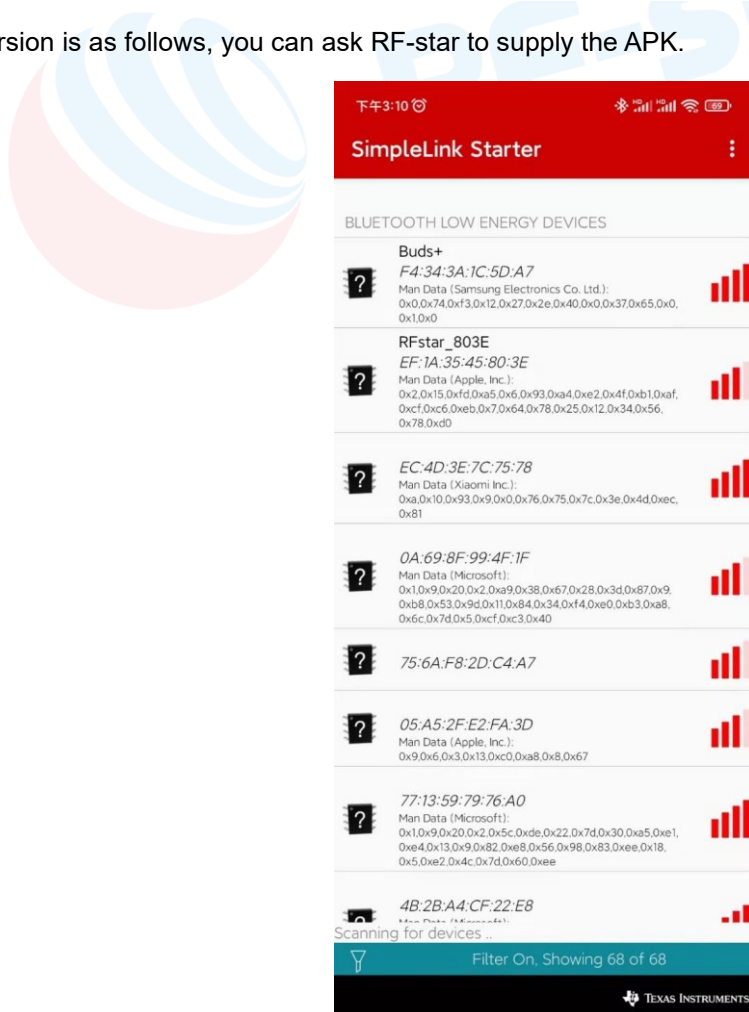 rsion is as follows, you can ask RF-star to supply the APK.
下午3:10
69
SimpleLink Starter
BLUETOOTH LOW ENERGY DEVICES
Buds+
F4:34:3A:1C:5D:A7
Man Data (Samsung Electronics Co. Ltd.):
0x0,0x74,0xf3,0x12,0x27,0x2e,0x40,0x0,0x37,0x65,0x0,
0x1,0x0
RFstar_803E
EF:1A:35:45:80:3E
Man Data (Apple, Inc.):
0x2,0x15,0xfd,0xa5,0x6,0x93,0xa4,0xe2,0x4f,0xb1,0xaf,
0xcf,0xc6,0xeb,0x7,0x64,0x78,0x25,0x12,0x34,0x56,
0x78,0xd0
EC:4D:3E:7C:75:78
Man Data (Xiaomi Inc.):
0xa,0x10,0x93,0x9,0x0,0x76,0x75,0x7c,0x3e,0x4d,0xec,
0x81
0A:69:8F:99:4F:1F
Man Data (Microsoft):
0x1,0x9,0x20,0x2,0xa9,0x38,0x67,0x28,0x3d,0x87,0x9,
0xb8,0x53,0x9d,0x11,0x84,0x34,0xf4,0xe0,0xb3,0xa8,
0x6c,0x7d,0x5,0xcf,0xc3,0x40
75:6A:F8:2D:C4:A7
05:A5:2F:E2:FA:3D
Man Data (Apple, Inc.):
0x9,0x6,0x3,0x13,0xc0,0xa8,0x8,0x67
77:13:59:79:76:A0
Man Data (Microsoft):
0x1,0x9,0x20,0x2,0x5c,0xde,0x22,0x7d,0x30,0xa5,0xe1,
0xe4,0x13,0x9,0x82,0xe8,0x56,0x98,0x83,0xee,0x18,
0x5,0xe2,0x4c,0x7d,0x60,0xee
4B:2B:A4:CF:22:E8
Man Data (Microsoft):
Scanning for devices ..
Filter On, Showing 68 of 68
TEXAS INSTRUMENTS